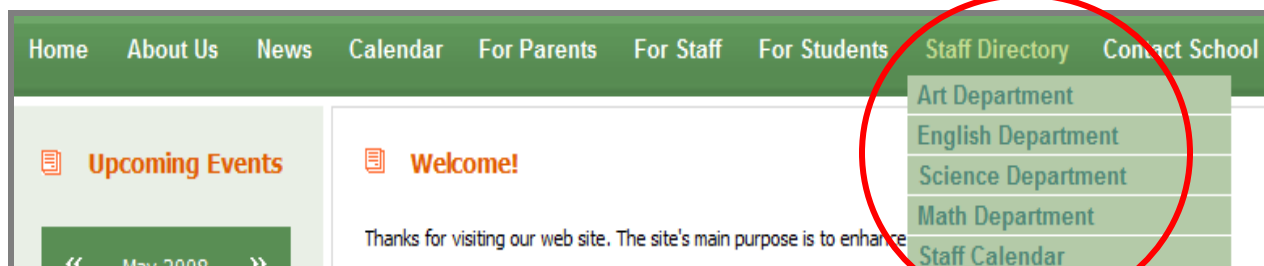 Home About Us News Calendar For Parents For Staff For Students Staff Directory Contact School
Art Department
English Department
Science Department
Math Department
Staff Calendar
Upcoming Events
« May 2008 »
Welcome!
Thanks for visiting our web site. The site's main purpose is to enhance